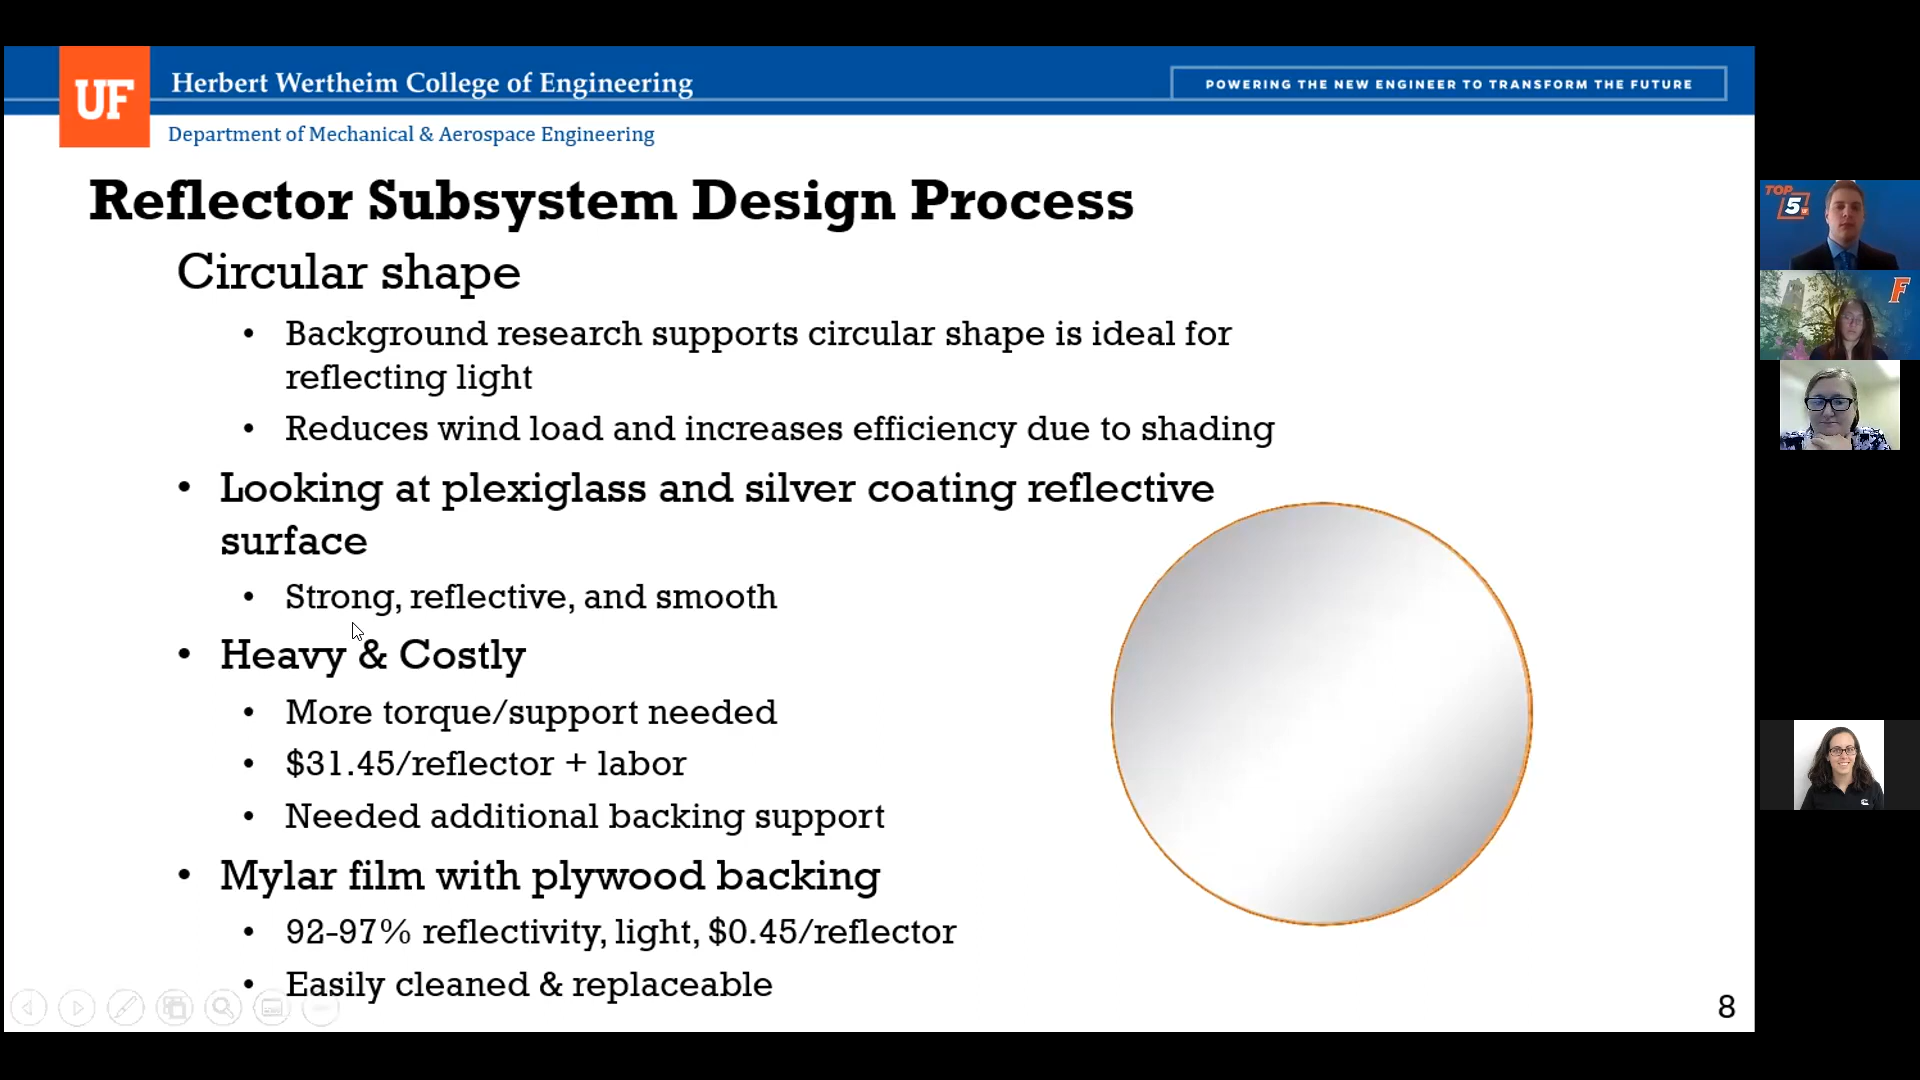 UF
Herbert Wertheim College of Engineering
POWERING THE NEW ENGINEER TO TRANSFORM THE FUTURE
Department of Mechanical & Aerospace Engineering
Reflector Subsystem Design Process
Circular shape
• Background research supports circular shape is ideal for
reflecting light
• Reduces wind load and increases efficiency due to shading
• Looking at plexiglass and silver coating reflective
surface
• Strong, reflective, and smooth
• Heavy & Costly
• More torque/support needed
• $31.45/reflector + labor
• Needed additional backing support
• Mylar film with plywood backing
• 92-97% reflectivity, light, $0.45/reflector
• Easily cleaned & replaceable
8
TOP
5
F